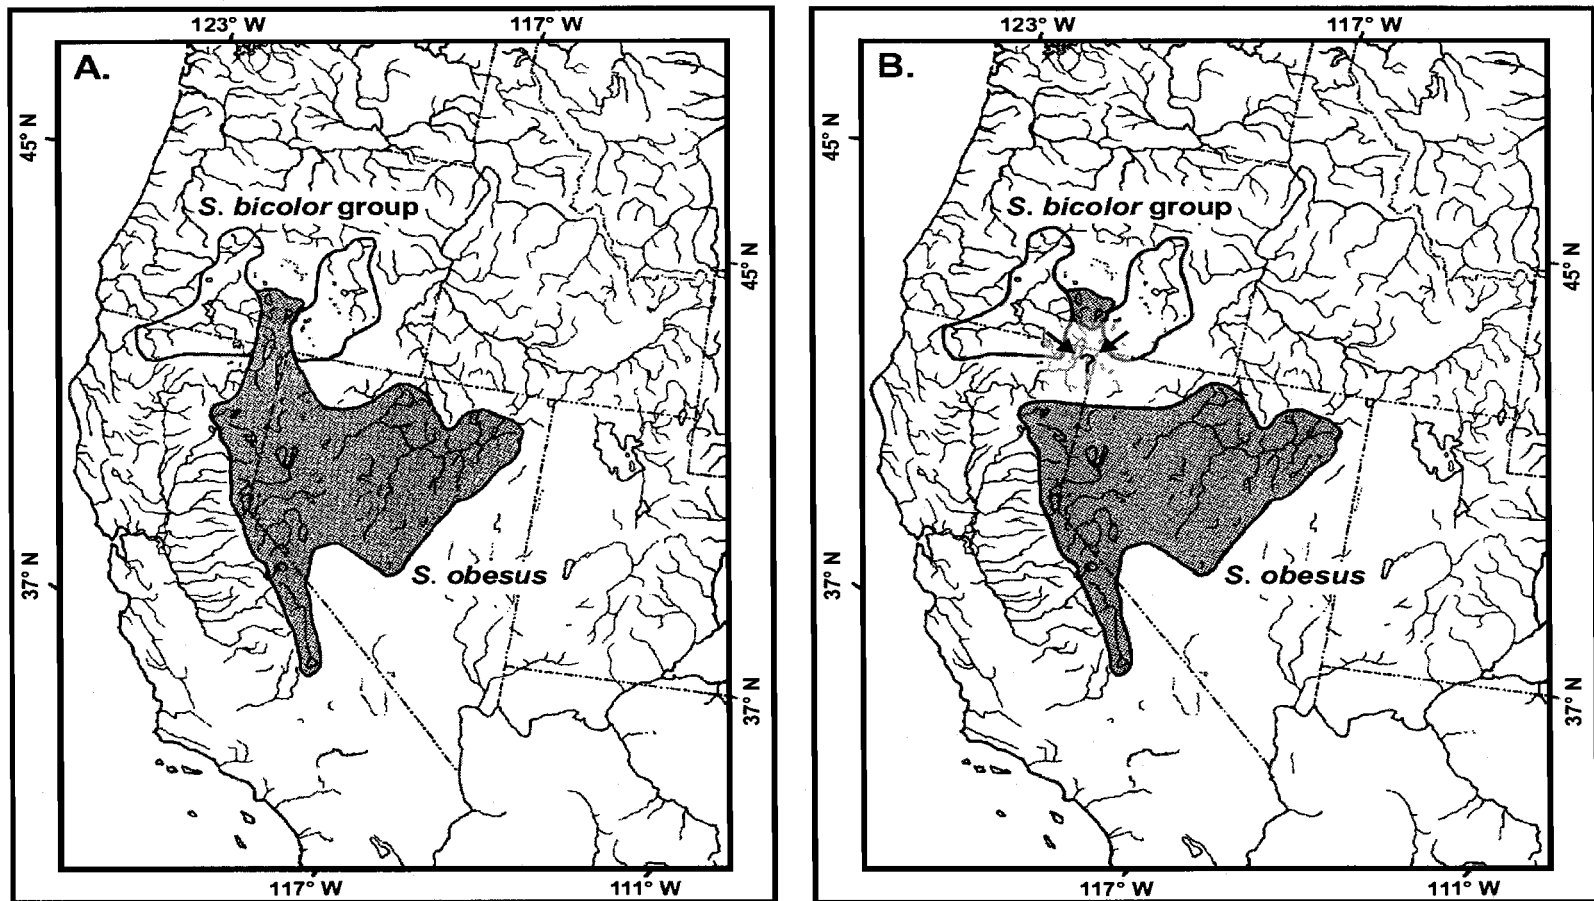 123° W 117° W
A.
45° N
S. bicolor group
45° N
S. obesus
37° N
37° N
117° W 111° W
123° W 117° W
B.
45° N
S. bicolor group
45° N
?
S. obesus
37° N
37° N
117° W 111° W